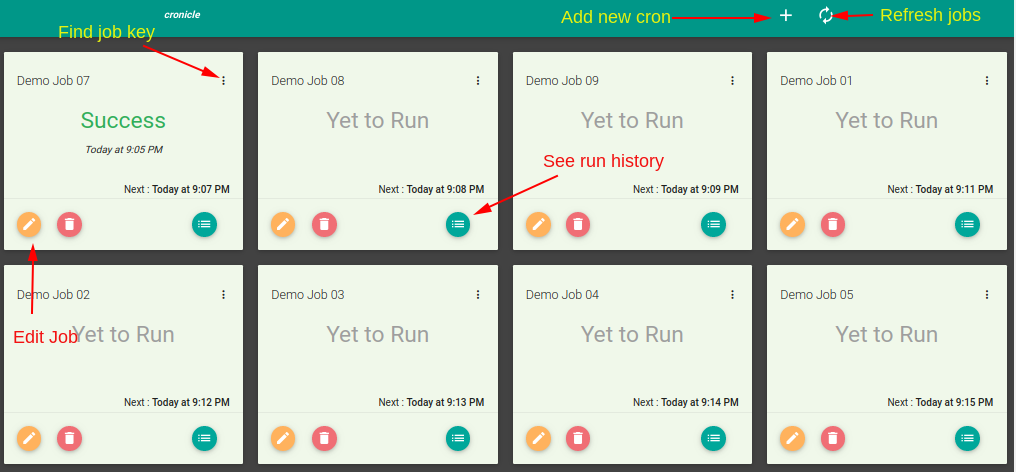 cronicle
Add new cron
Refresh jobs
Find job key
Demo Job 07
Success
Today at 9:05 PM
Next : Today at 9:07 PM
Demo Job 08
Yet to Run
Next : Today at 9:08 PM
Demo Job 09
Yet to Run
See run history
Next : Today at 9:09 PM
Demo Job 01
Yet to Run
Next : Today at 9:11 PM
Demo Job 02
Edit Job
Yet to Run
Next : Today at 9:12 PM
Demo Job 03
Yet to Run
Next : Today at 9:13 PM
Demo Job 04
Yet to Run
Next : Today at 9:14 PM
Demo Job 05
Yet to Run
Next : Today at 9:15 PM